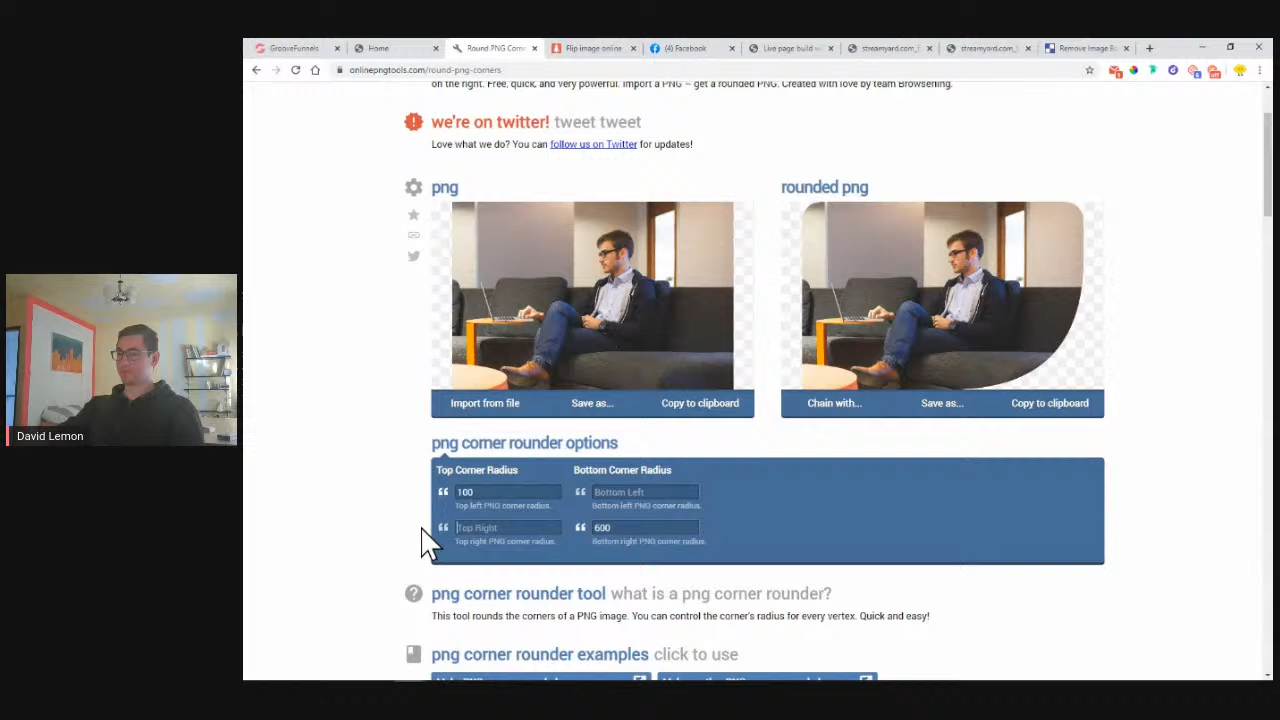 GrooveFunnels
Home
Round PNG Corn
Flip image online
(4) Facebook
Live page build w
streamyard.com_
streamyard.com_
Remove Image B
onlinepngtools.com/round-png-corners
on the right. Free, quick, and very powerful. Import a PNG – get a rounded PNG. Created with love by team Browserling.
we're on twitter! tweet tweet
Love what we do? You can follow us on Twitter for updates!
png
rounded png
Import from file
Save as...
Copy to clipboard
Chain with...
Save as...
Copy to clipboard
png corner rounder options
Top Corner Radius
Bottom Corner Radius
100
Bottom Left
Top left PNG corner radius.
Bottom left PNG corner radius.
Top Right
600
Top right PNG corner radius.
Bottom right PNG corner radius.
png corner rounder tool what is a png corner rounder?
This tool rounds the corners of a PNG image. You can control the corner's radius for every vertex. Quick and easy!
png corner rounder examples click to use
David Lemon